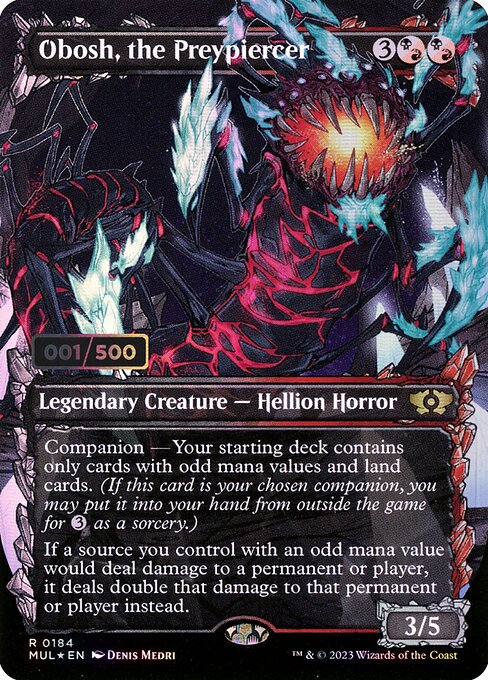 Obosh, the Preypiercer 3
001/500
Legendary Creature — Hellion Horror
Companion — Your starting deck contains
only cards with odd mana values and land
cards. (If this card is your chosen companion, you
may put it into your hand from outside the game
for 3 as a sorcery.)
If a source you control with an odd mana value
would deal damage to a permanent or player,
it deals double that damage to that permanent
or player instead.
3/5
R 0184
MUL★EN Denis Medri
™ & © 2023 Wizards of the Coast